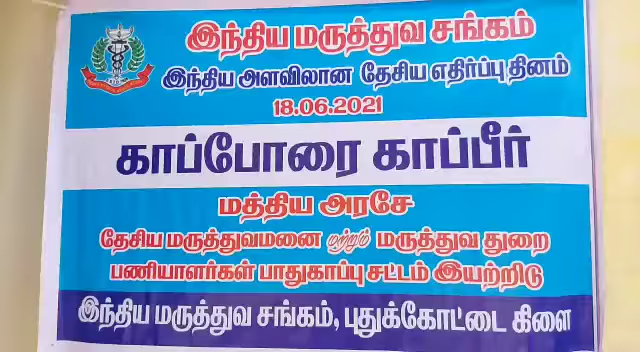 இந்திய மருத்துவ சங்கம்
இந்திய அளவிலான தேசிய எதிர்ப்பு தினம்
18.06.2021
காப்போரை காப்பீர்
மத்திய அரசே
தேசிய மருத்துவமனை மற்றும் மருத்துவ துறை
பணியாளர்கள் பாதுகாப்பு சட்டம் இயற்றிடு
இந்திய மருத்துவ சங்கம், புதுக்கோட்டை கிளை